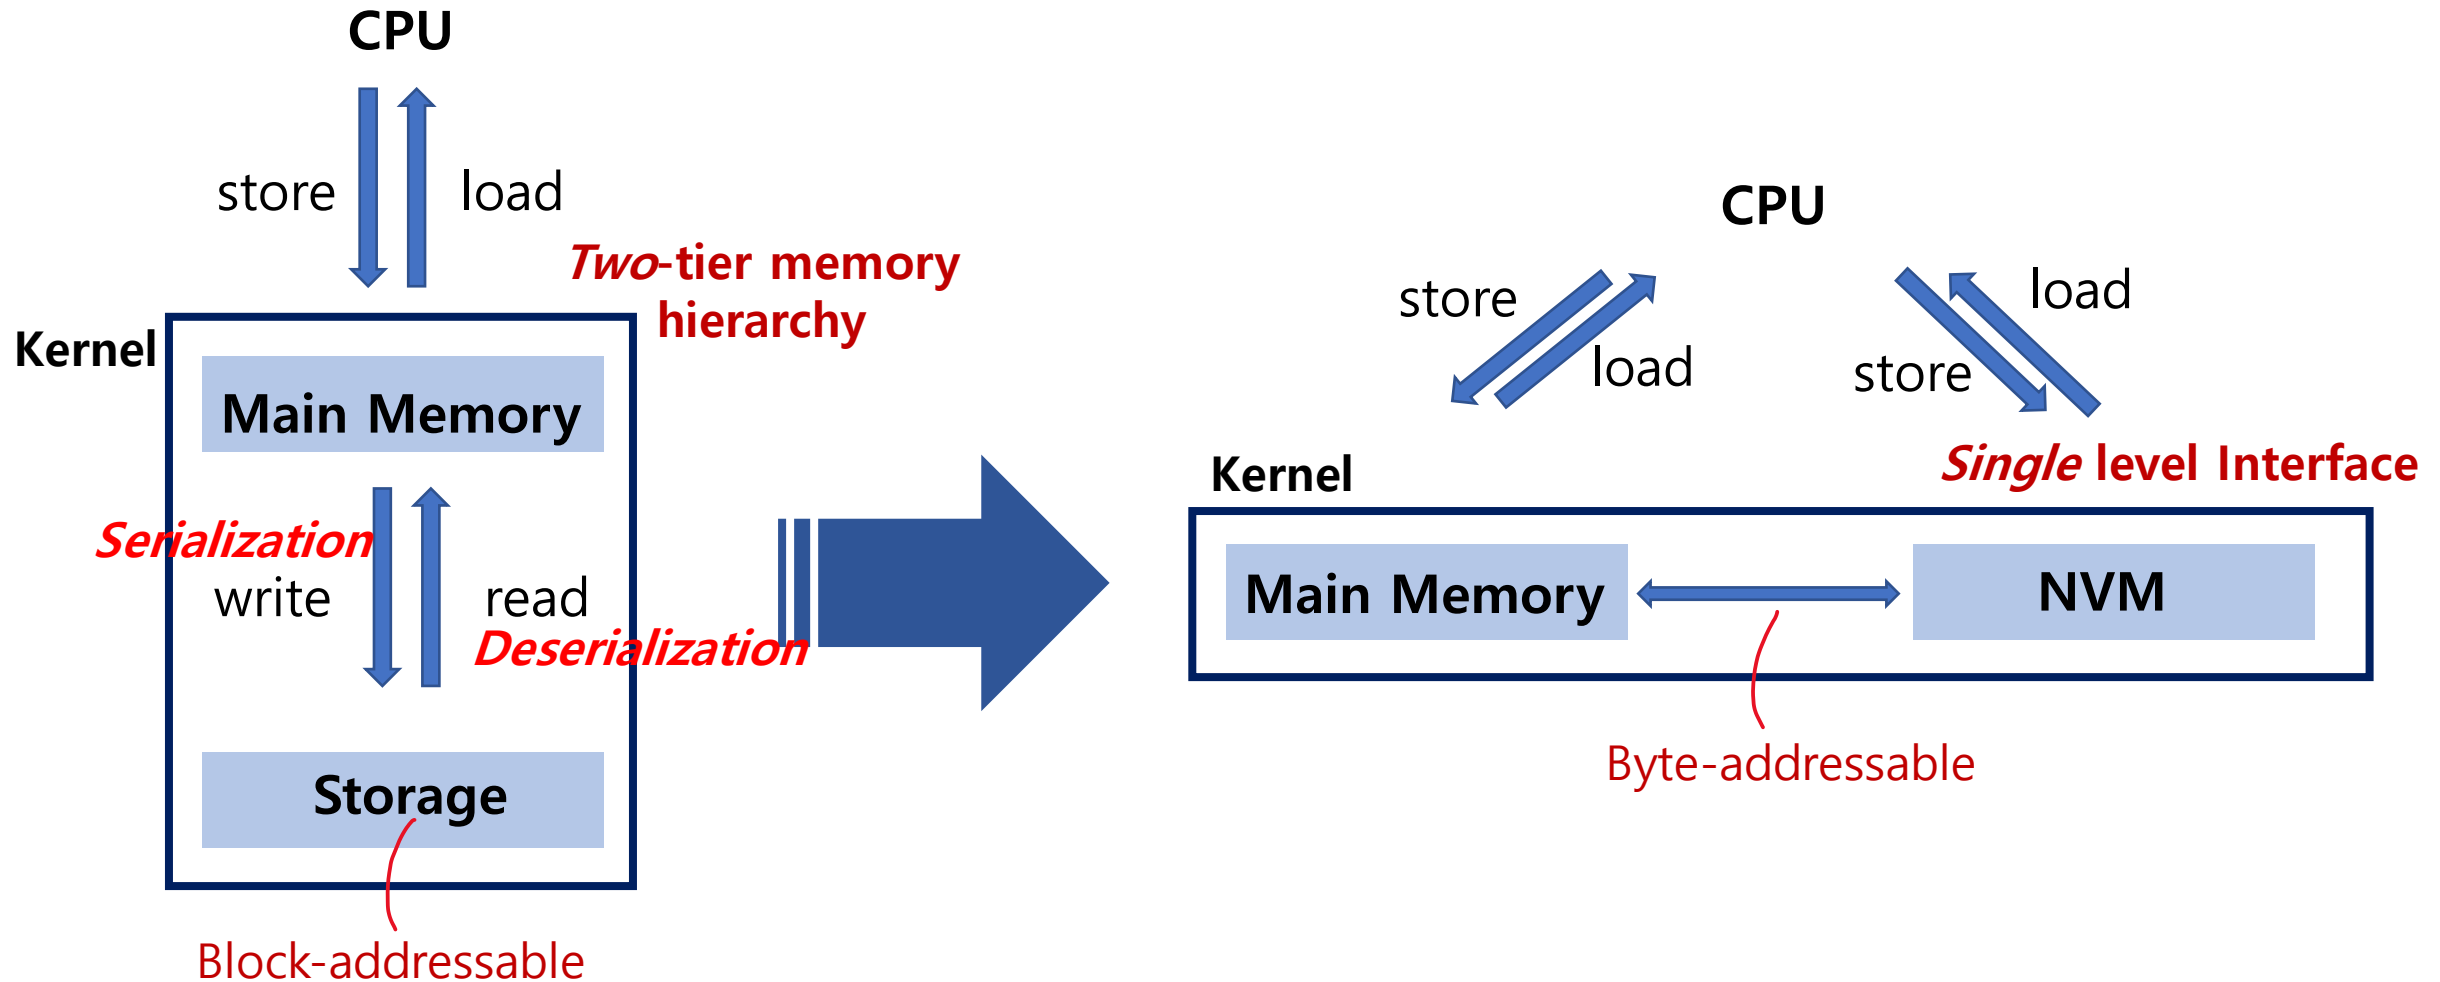 CPU
store
load
Two-tier memory
hierarchy
Kernel
Main Memory
Serialization
write
read
Deserialization
Storage
Block-addressable
CPU
store
load
load
store
Single level Interface
Kernel
Main Memory
NVM
Byte-addressable